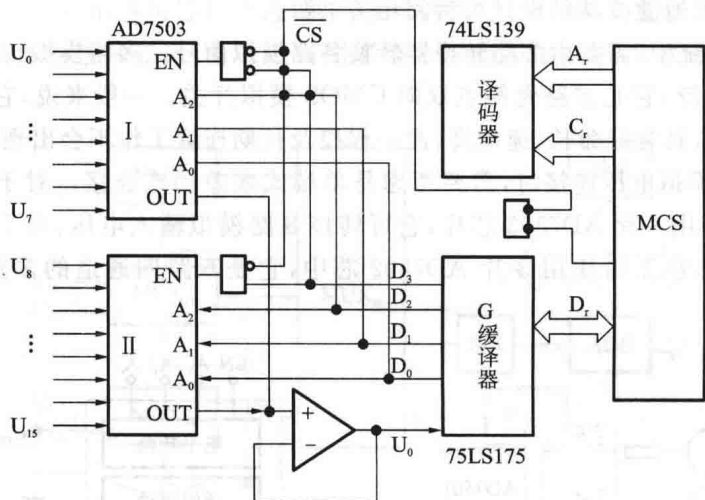 AD7503
CS
74LS139
U₀
EN
A₂
A₁
A₀
OUT
Ⅰ
⋮
U₇
译码器
Aᵣ
Cᵣ
MCS
U₈
EN
A₂
A₁
A₀
OUT
Ⅱ
⋮
U₁₅
D₃
D₂
D₁
D₀
G
缓译器
Dᵣ
+
−
U₀
75LS175